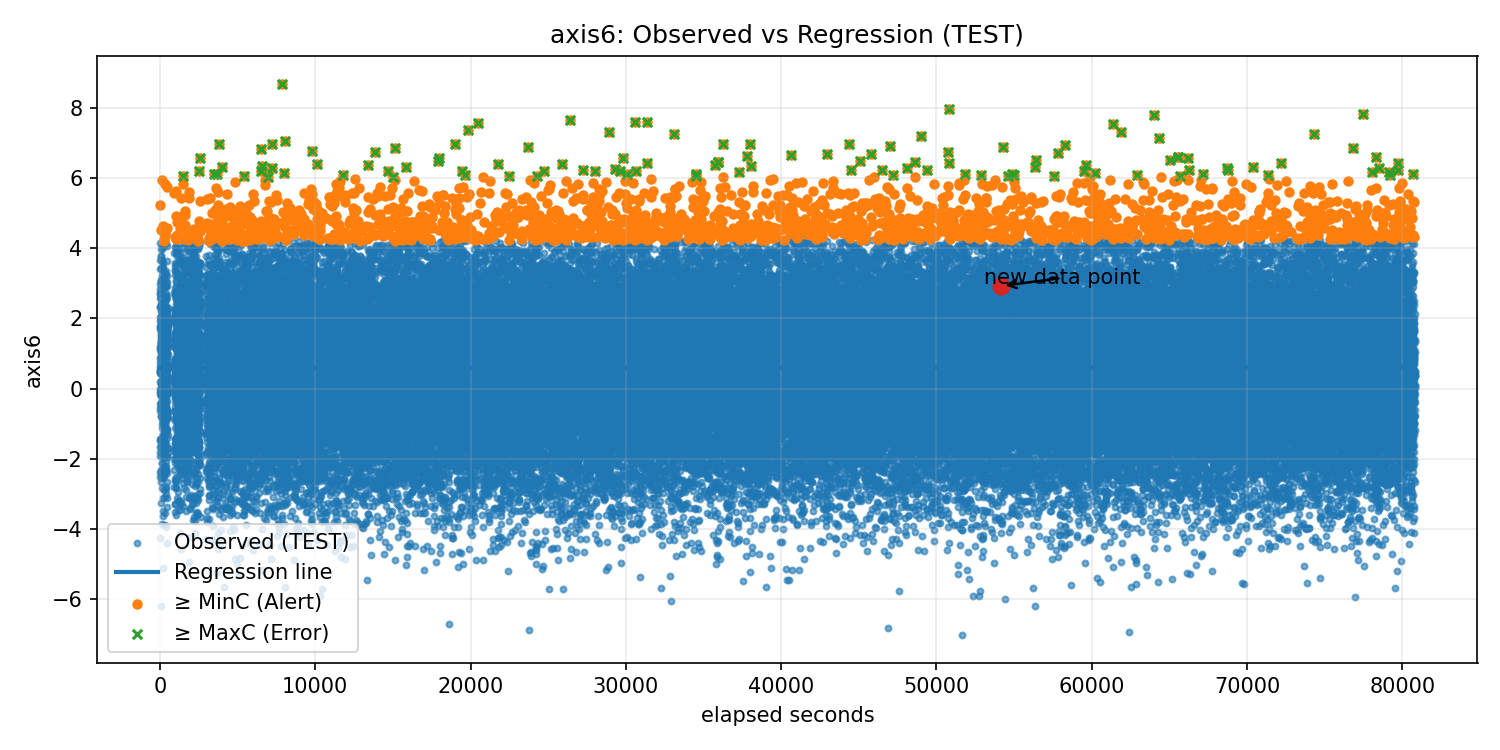 axis6: Observed vs Regression (TEST)
axis6
8
6
4
2
0
−2
−4
−6
new data point
Observed (TEST)
Regression line
≥ MinC (Alert)
≥ MaxC (Error)
0 10000 20000 30000 40000 50000 60000 70000 80000
elapsed seconds